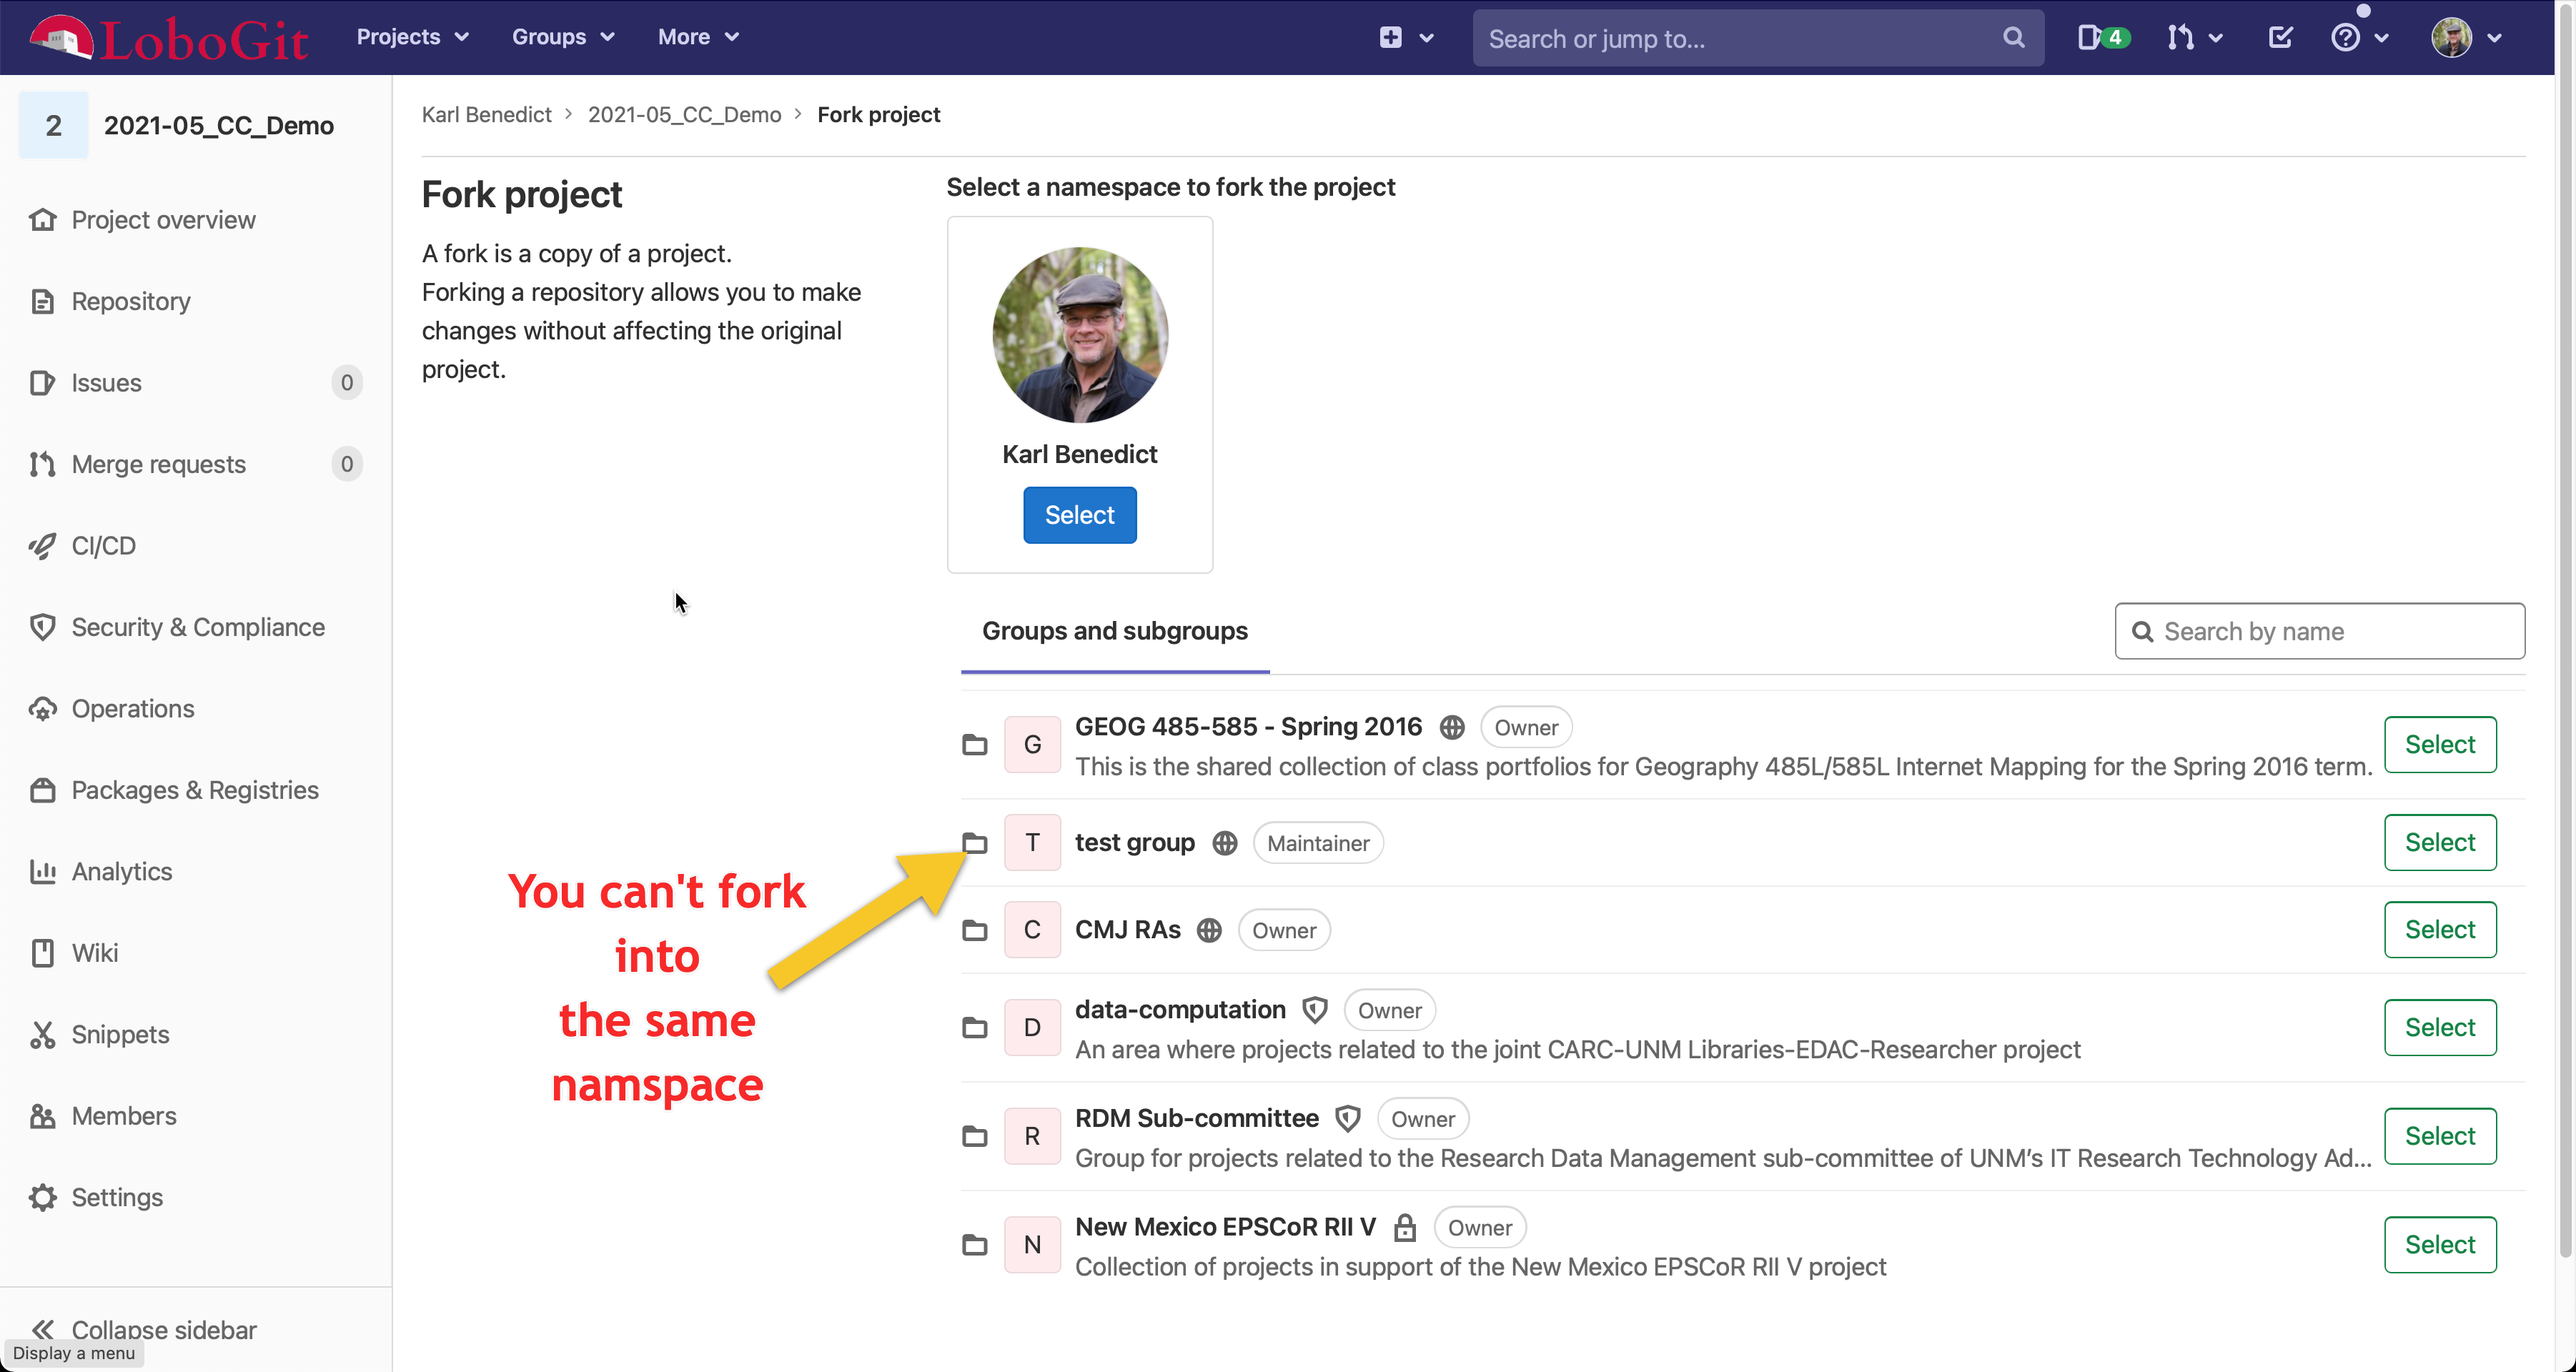 LoboGit
Projects
Groups
More
Search or jump to...
4
2
2021-05_CC_Demo
Project overview
Repository
Issues
0
Merge requests
0
CI/CD
Security & Compliance
Operations
Packages & Registries
Analytics
Wiki
Snippets
Members
Settings
Collapse sidebar
Display a menu
Karl Benedict > 2021-05_CC_Demo > Fork project
Fork project
A fork is a copy of a project.
Forking a repository allows you to make
changes without affecting the original
project.
Select a namespace to fork the project
Karl Benedict
Select
You can't fork
into
the same
namspace
Groups and subgroups
Search by name
G
GEOG 485-585 - Spring 2016
Owner
This is the shared collection of class portfolios for Geography 485L/585L Internet Mapping for the Spring 2016 term.
Select
T
test group
Maintainer
Select
C
CMJ RAs
Owner
Select
D
data-computation
Owner
An area where projects related to the joint CARC-UNM Libraries-EDAC-Researcher project
Select
R
RDM Sub-committee
Owner
Group for projects related to the Research Data Management sub-committee of UNM's IT Research Technology Ad...
Select
N
New Mexico EPSCoR RII V
Owner
Collection of projects in support of the New Mexico EPSCoR RII V project
Select